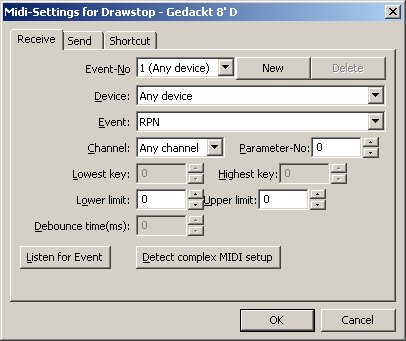 Midi-Settings for Drawstop - Gedackt 8' D
Receive Send Shortcut
Event-No 1 (Any device) New Delete
Device: Any device
Event: RPN
Channel: Any channel Parameter-No: 0
Lowest key: 0 Highest key: 0
Lower limit: 0 Upper limit: 0
Debounce time(ms): 0
Listen for Event Detect complex MIDI setup
OK Cancel